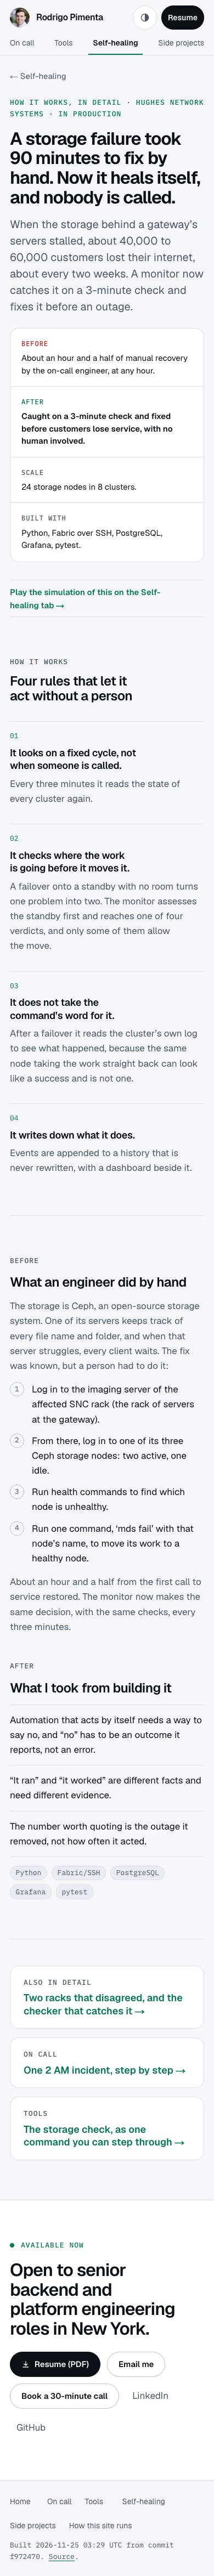 Rodrigo Pimenta
Resume
On call
Tools
Self-healing
Side projects
← Self-healing
HOW IT WORKS, IN DETAIL · HUGHES NETWORK
SYSTEMS · IN PRODUCTION
A storage failure took
90 minutes to fix by
hand. Now it heals itself,
and nobody is called.
When the storage behind a gateway’s
servers stalled, about 40,000 to
60,000 customers lost their internet,
about every two weeks. A monitor now
catches it on a 3-minute check and
fixes it before an outage.
BEFORE
About an hour and a half of manual recovery
by the on-call engineer, at any hour.
AFTER
Caught on a 3-minute check and fixed
before customers lose service, with no
human involved.
SCALE
24 storage nodes in 8 clusters.
BUILT WITH
Python, Fabric over SSH, PostgreSQL,
Grafana, pytest.
Play the simulation of this on the Self-
healing tab →
HOW IT WORKS
Four rules that let it
act without a person
01
It looks on a fixed cycle, not
when someone is called.
Every three minutes it reads the state of
every cluster again.
02
It checks where the work
is going before it moves it.
A failover onto a standby with no room turns
one problem into two. The monitor assesses
the standby first and reaches one of four
verdicts, and only some of them allow
the move.
03
It does not take the
command’s word for it.
After a failover it reads the cluster’s own log
to see what happened, because the same
node taking the work straight back can look
like a success and is not one.
04
It writes down what it does.
Events are appended to a history that is
never rewritten, with a dashboard beside it.
BEFORE
What an engineer did by hand
The storage is Ceph, an open-source storage
system. One of its servers keeps track of
every file name and folder, and when that
server struggles, every client waits. The fix
was known, but a person had to do it:
1 Log in to the imaging server of the
affected SNC rack (the rack of servers
at the gateway).
2 From there, log in to one of its three
Ceph storage nodes: two active, one
idle.
3 Run health commands to find which
node is unhealthy.
4 Run one command, ‘mds fail’ with that
node’s name, to move its work to a
healthy node.
About an hour and a half from the first call to
service restored. The monitor now makes the
same decision, with the same checks, every
three minutes.
AFTER
What I took from building it
Automation that acts by itself needs a way to
say no, and “no” has to be an outcome it
reports, not an error.
“It ran” and “it worked” are different facts and
need different evidence.
The number worth quoting is the outage it
removed, not how often it acted.
Python
Fabric/SSH
PostgreSQL
Grafana
pytest
ALSO IN DETAIL
Two racks that disagreed, and the
checker that catches it →
ON CALL
One 2 AM incident, step by step →
TOOLS
The storage check, as one
command you can step through →
AVAILABLE NOW
Open to senior
backend and
platform engineering
roles in New York.
Resume (PDF)
Email me
Book a 30-minute call
LinkedIn
GitHub
Home
On call
Tools
Self-healing
Side projects
How this site runs
Built 2026-11-25 03:29 UTC from commit
f972470. Source.